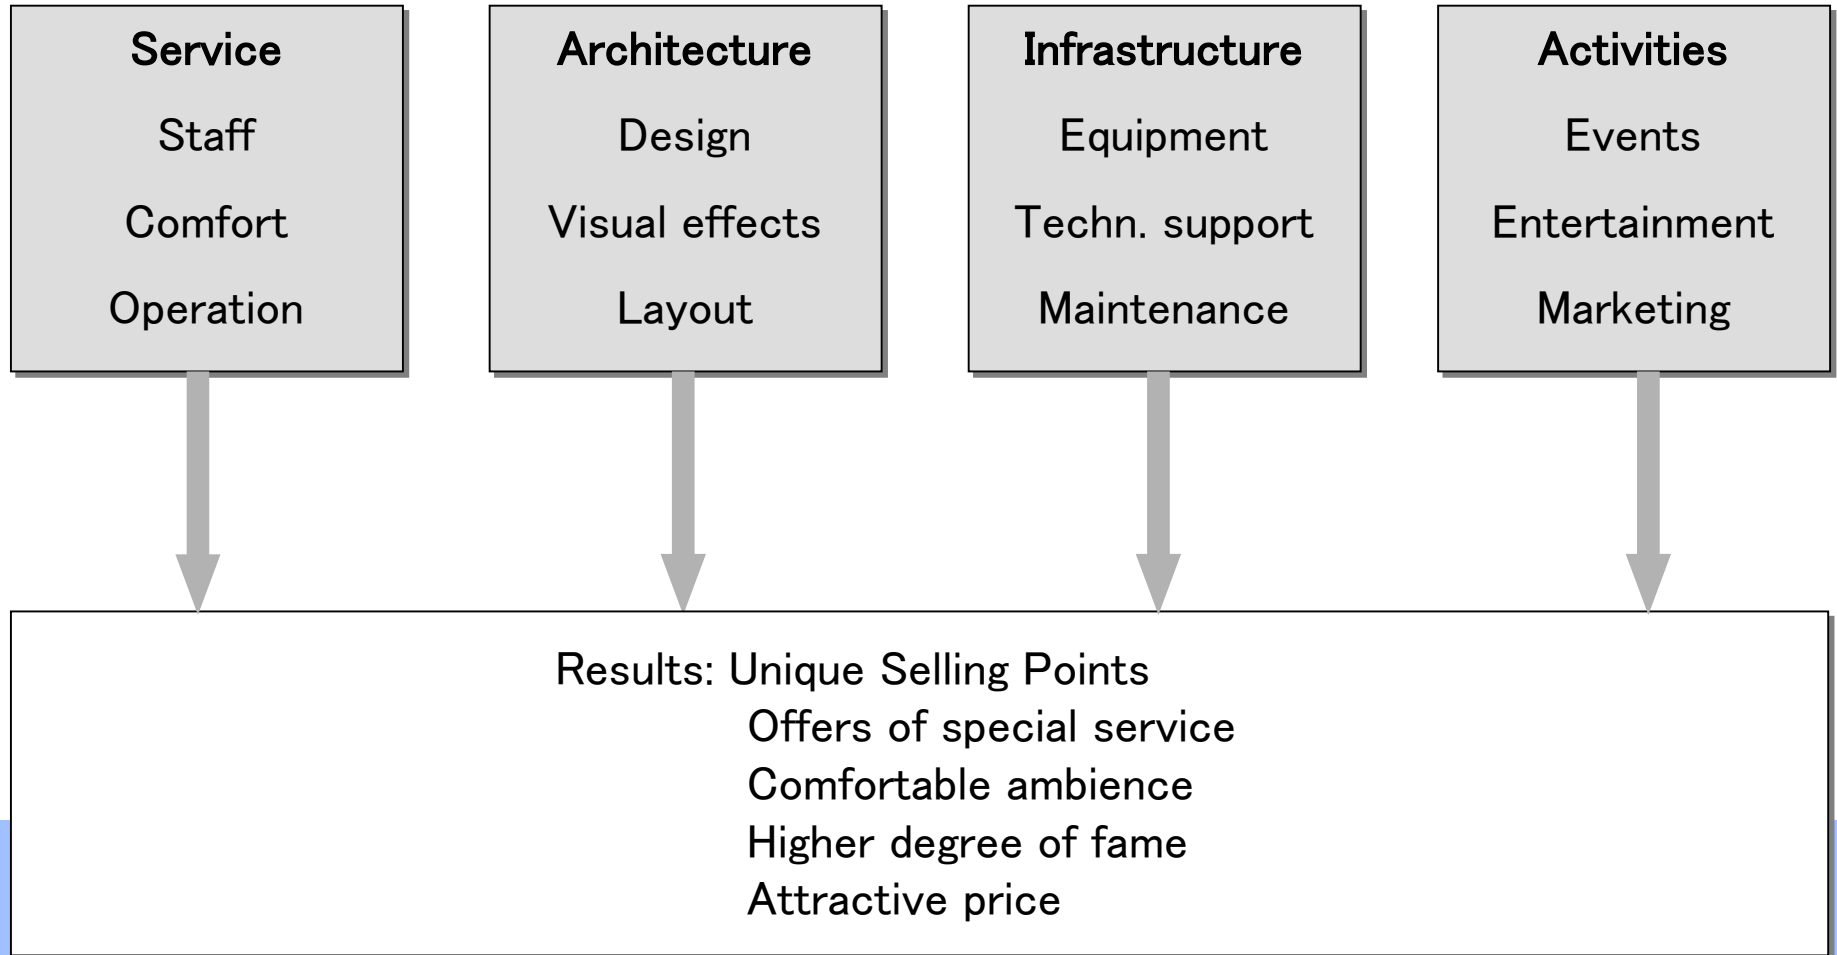 Service
Staff
Comfort
Operation
Architecture
Design
Visual effects
Layout
Infrastructure
Equipment
Techn. support
Maintenance
Activities
Events
Entertainment
Marketing
Results: Unique Selling Points
Offers of special service
Comfortable ambience
Higher degree of fame
Attractive price